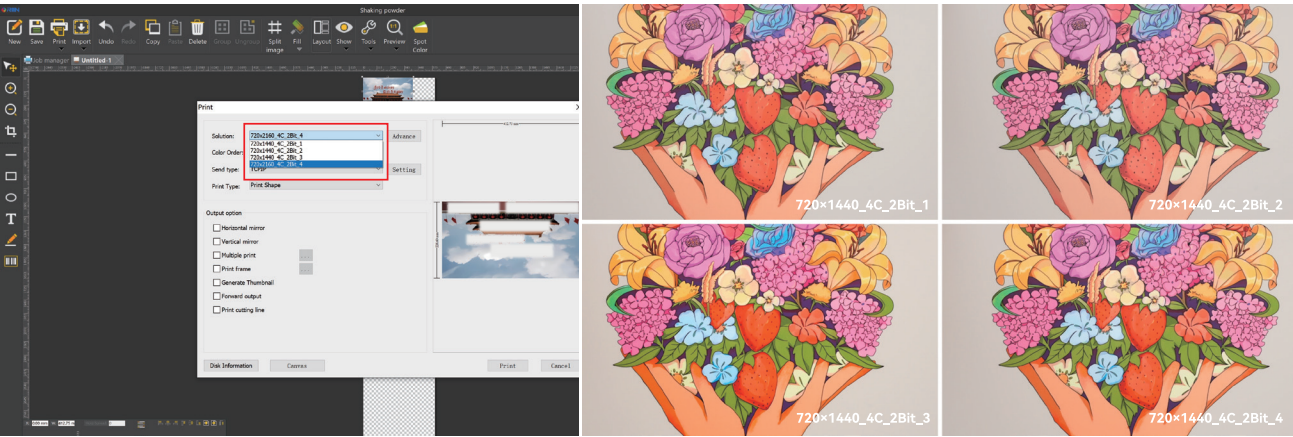 Shaking powder
New Save Print Import Undo Redo Copy Paste Delete Group Ungroup Split image Fill Layout Show Tools Preview Spot Color
Job manager Untitled-1
Print
Solution: 720x2160_4C_2Bit_4 Advance
720x1440_4C_2Bit_1
720x1440_4C_2Bit_2
Color Order:
720x1440_4C_2Bit_3
720x2160_4C_2Bit_4
Send type: TCPIP Setting
Print Type: Print Shape
Output option
Horizontal mirror
Vertical mirror
Multiple print ...
Print frame ...
Generate Thumbnail
Forward output
Print cutting line
Disk Information Canvas Print Cancel
720×1440_4C_2Bit_1
720×1440_4C_2Bit_2
720×1440_4C_2Bit_3
720×1440_4C_2Bit_4